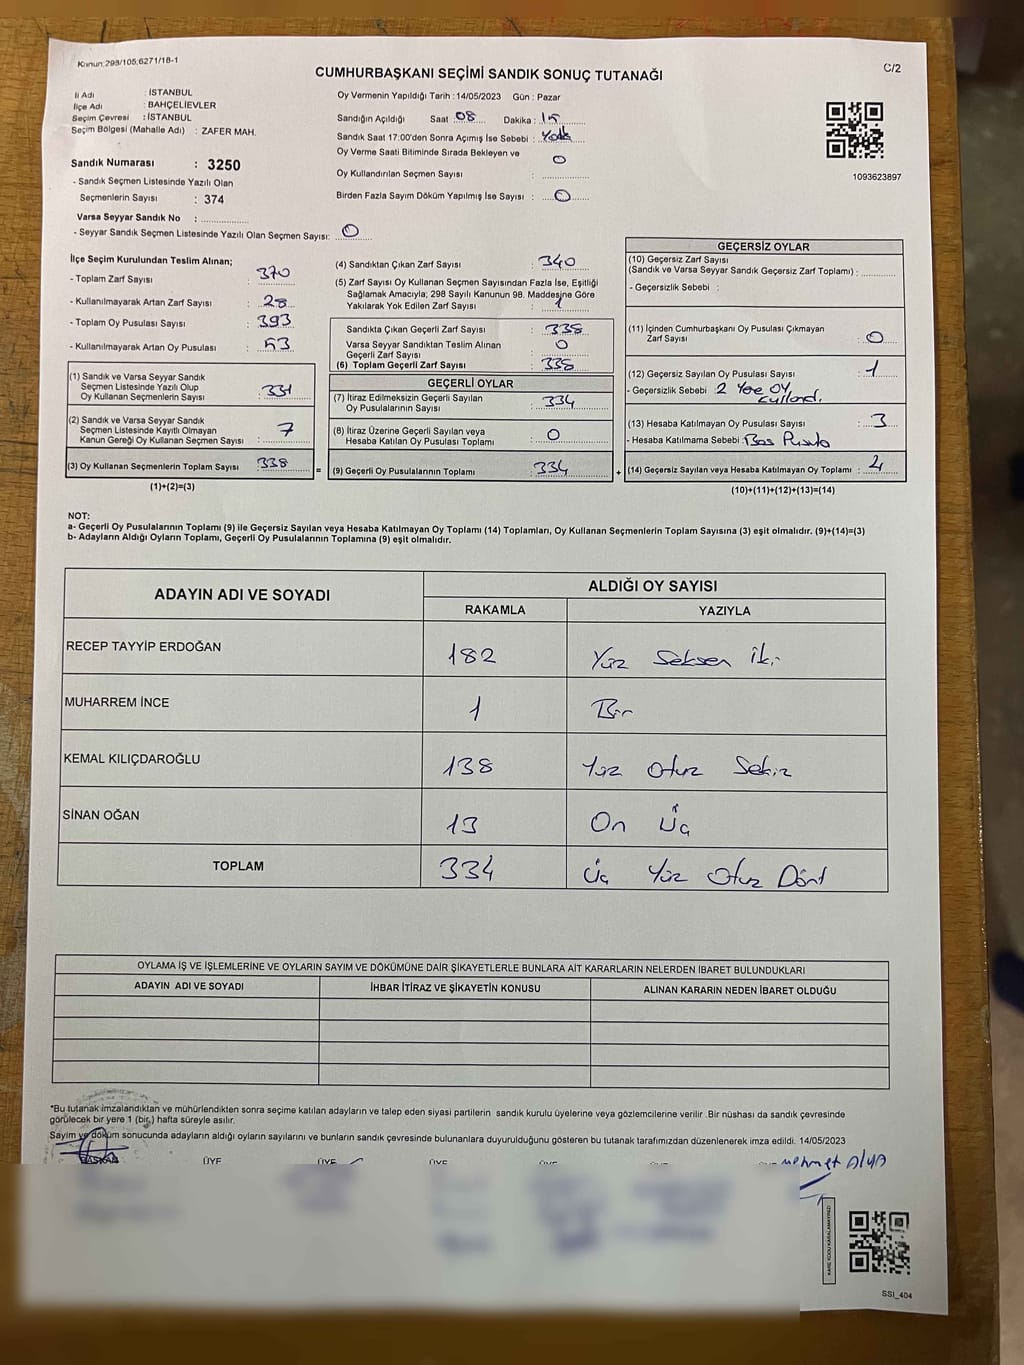 Kanun:298/105;6271/18-1
C/2
CUMHURBAŞKANI SEÇİMİ SANDIK SONUÇ TUTANAĞI
İl Adı : İSTANBUL
İlçe Adı : BAHÇELİEVLER
Seçim Çevresi : İSTANBUL
Seçim Bölgesi (Mahalle Adı) : ZAFER MAH.
Sandık Numarası : 3250
- Sandık Seçmen Listesinde Yazılı Olan
Seçmenlerin Sayısı : 374
Varsa Seyyar Sandık No :
- Seyyar Sandık Seçmen Listesinde Yazılı Olan Seçmen Sayısı: 0
Oy Vermenin Yapıldığı Tarih :14/05/2023 Gün : Pazar
Sandığın Açıldığı Saat 08 Dakika : 15
Sandık Saat 17:00'den Sonra Açımış İse Sebebi : Yok
Oy Verme Saati Bitiminde Sırada Bekleyen ve
Oy Kullandırılan Seçmen Sayısı : 0
Birden Fazla Sayım Döküm Yapılmış İse Sayısı : 0
1093623897
İlçe Seçim Kurulundan Teslim Alınan;
- Toplam Zarf Sayısı : 370
- Kullanılmayarak Artan Zarf Sayısı : 28
- Toplam Oy Pusulası Sayısı : 393
- Kullanılmayarak Artan Oy Pusulası : 53
(1) Sandık ve Varsa Seyyar Sandık
Seçmen Listesinde Yazılı Olup
Oy Kullanan Seçmenlerin Sayısı : 331
(2) Sandık ve Varsa Seyyar Sandık
Seçmen Listesinde Kayıtlı Olmayan
Kanun Gereği Oy Kullanan Seçmen Sayısı : 7
(3) Oy Kullanan Seçmenlerin Toplam Sayısı : 338
(1)+(2)=(3)
(4) Sandıktan Çıkan Zarf Sayısı : 340
(5) Zarf Sayısı Oy Kullanan Seçmen Sayısından Fazla İse, Eşitliği
Sağlamak Amacıyla; 298 Sayılı Kanunun 98. Maddesine Göre
Yakılarak Yok Edilen Zarf Sayısı : 1
Sandıkta Çıkan Geçerli Zarf Sayısı : 338
Varsa Seyyar Sandıktan Teslim Alınan
Geçerli Zarf Sayısı : 0
(6) Toplam Geçerli Zarf Sayısı : 338
=
GEÇERLİ OYLAR
(7) İtiraz Edilmeksizin Geçerli Sayılan
Oy Pusulalarının Sayısı : 334
(8) İtiraz Üzerine Geçerli Sayılan veya
Hesaba Katılan Oy Pusulası Toplamı : 0
(9) Geçerli Oy Pusulalarının Toplamı : 334
+
GEÇERSİZ OYLAR
(10) Geçersiz Zarf Sayısı
(Sandık ve Varsa Seyyar Sandık Geçersiz Zarf Toplamı) :
- Geçersizlik Sebebi :
(11) İçinden Cumhurbaşkanı Oy Pusulası Çıkmayan
Zarf Sayısı : 0
(12) Geçersiz Sayılan Oy Pusulası Sayısı : 1
- Geçersizlik Sebebi : 2 Yere Oy
(13) Hesaba Katılmayan Oy Pusulası Sayısı : 3
- Hesaba Katılmama Sebebi : Boş Pusula
(14) Geçersiz Sayılan veya Hesaba Katılmayan Oy Toplamı :
(10)+(11)+(12)+(13)=(14)
NOT:
a- Geçerli Oy Pusulalarının Toplamı (9) ile Geçersiz Sayılan veya Hesaba Katılmayan Oy Toplamı (14) Toplamları, Oy Kullanan Seçmenlerin Toplam Sayısına (3) eşit olmalıdır. (9)+(14)=(3)
b- Adayların Aldığı Oyların Toplamı, Geçerli Oy Pusulalarının Toplamına (9) eşit olmalıdır.
ADAYIN ADI VE SOYADI
ALDIĞI OY SAYISI
RAKAMLA YAZIYLA
RECEP TAYYİP ERDOĞAN 182 Yüz Seksen İki
MUHARREM İNCE 1 Bir
KEMAL KILIÇDAROĞLU 138 Yüz Otuz Sekiz
SİNAN OĞAN 13 On Üç
TOPLAM 334 Üç Yüz Otuz Dört
OYLAMA İŞ VE İŞLEMLERİNE VE OYLARIN SAYIM VE DÖKÜMÜNE DAİR ŞİKAYETLERLE BUNLARA AİT KARARLARIN NELERDEN İBARET BULUNDUKLARI
ADAYIN ADI VE SOYADI İHBAR İTİRAZ VE ŞİKAYETİN KONUSU ALINAN KARARIN NEDEN İBARET OLDUĞU
*Bu tutanak imzalandıktan ve mühürlendikten sonra seçime katılan adayların ve talep eden siyasi partilerin sandık kurulu üyelerine veya gözlemcilerine verilir .Bir nüshası da sandık çevresinde
görülecek bir yere 1 (bir ) hafta süreyle asılır.
Sayım ve döküm sonucunda adayların aldığı oyların sayılarını ve bunların sandık çevresinde bulunanlara duyurulduğunu gösteren bu tutanak tarafımızdan düzenlenerek imza edildi. 14/05/2023
BAŞKAN ÜYE ÜYE ÜYE
SSI_404